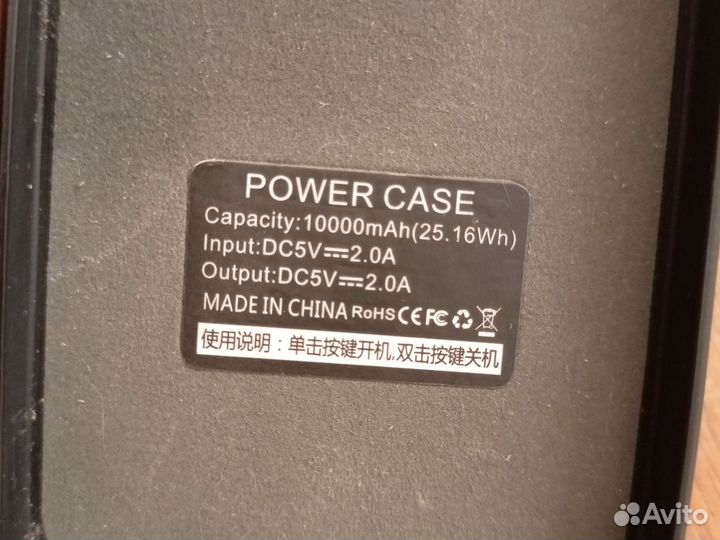 POWER CASE
Capacity:10000mAh(25.16Wh)
Input:DC5V⎓2.0A
Output:DC5V⎓2.0A
MADE IN CHINA RoHS CE FC
使用说明：单击按键开机,双击按键关机
Avito